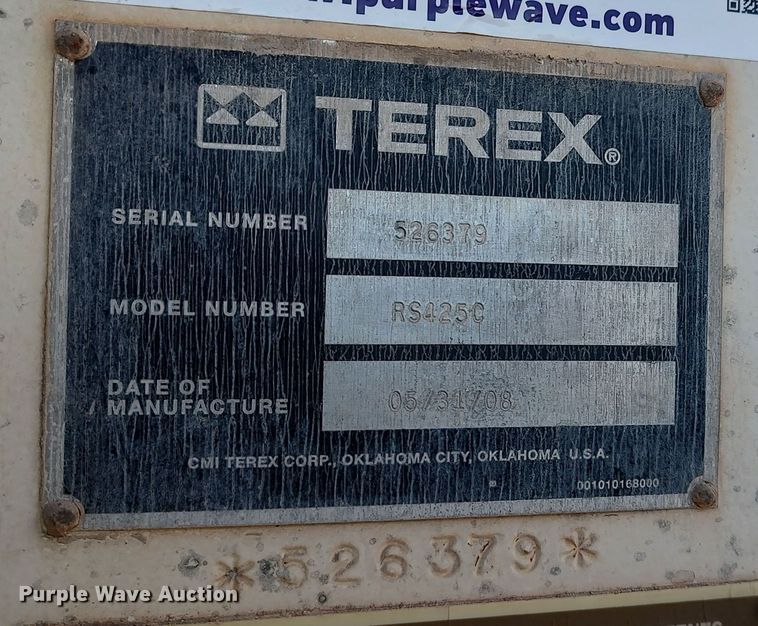 purplewave.com
TEREX®
SERIAL NUMBER 526379
MODEL NUMBER RS425C
DATE OF
MANUFACTURE 05/31/08
CMI TEREX CORP., OKLAHOMA CITY, OKLAHOMA U.S.A.
001010168000
*526379*
Purple Wave Auction